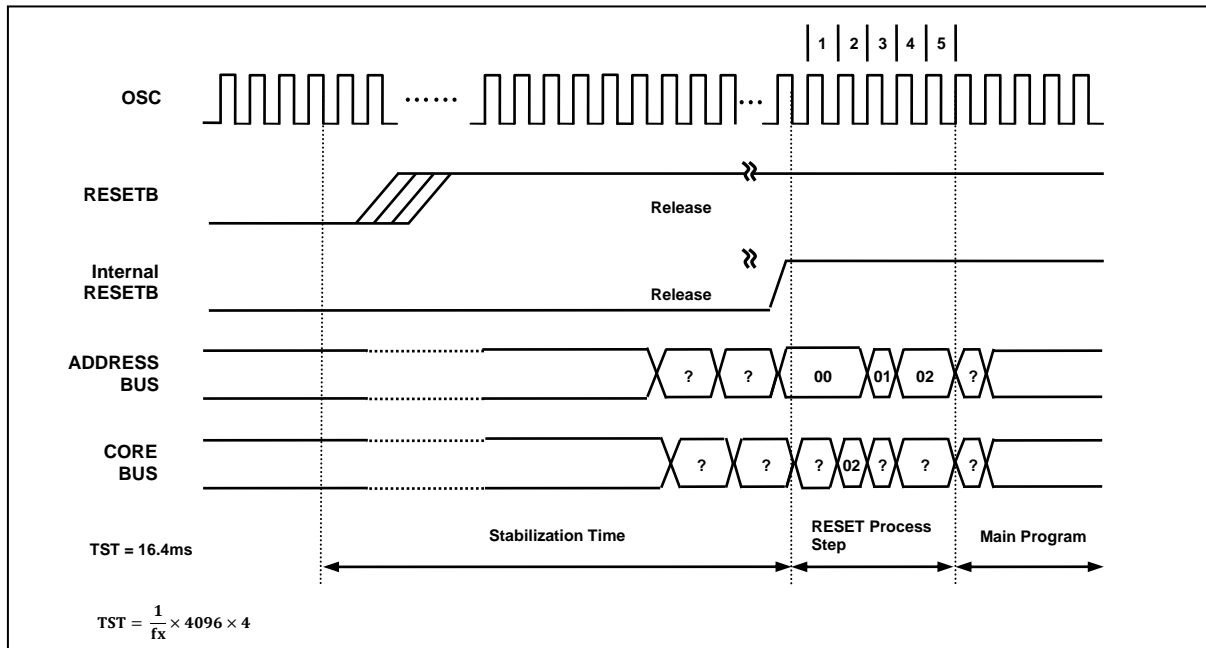 1 2 3 4 5
OSC
RESETB
Release
Internal
RESETB
Release
ADDRESS
BUS
? ? 00 01 02 ?
CORE
BUS
? ? ? 02 ? ? ?
TST = 16.4ms
Stabilization Time
RESET Process
Step
Main Program
TST = 1/fx × 4096 × 4